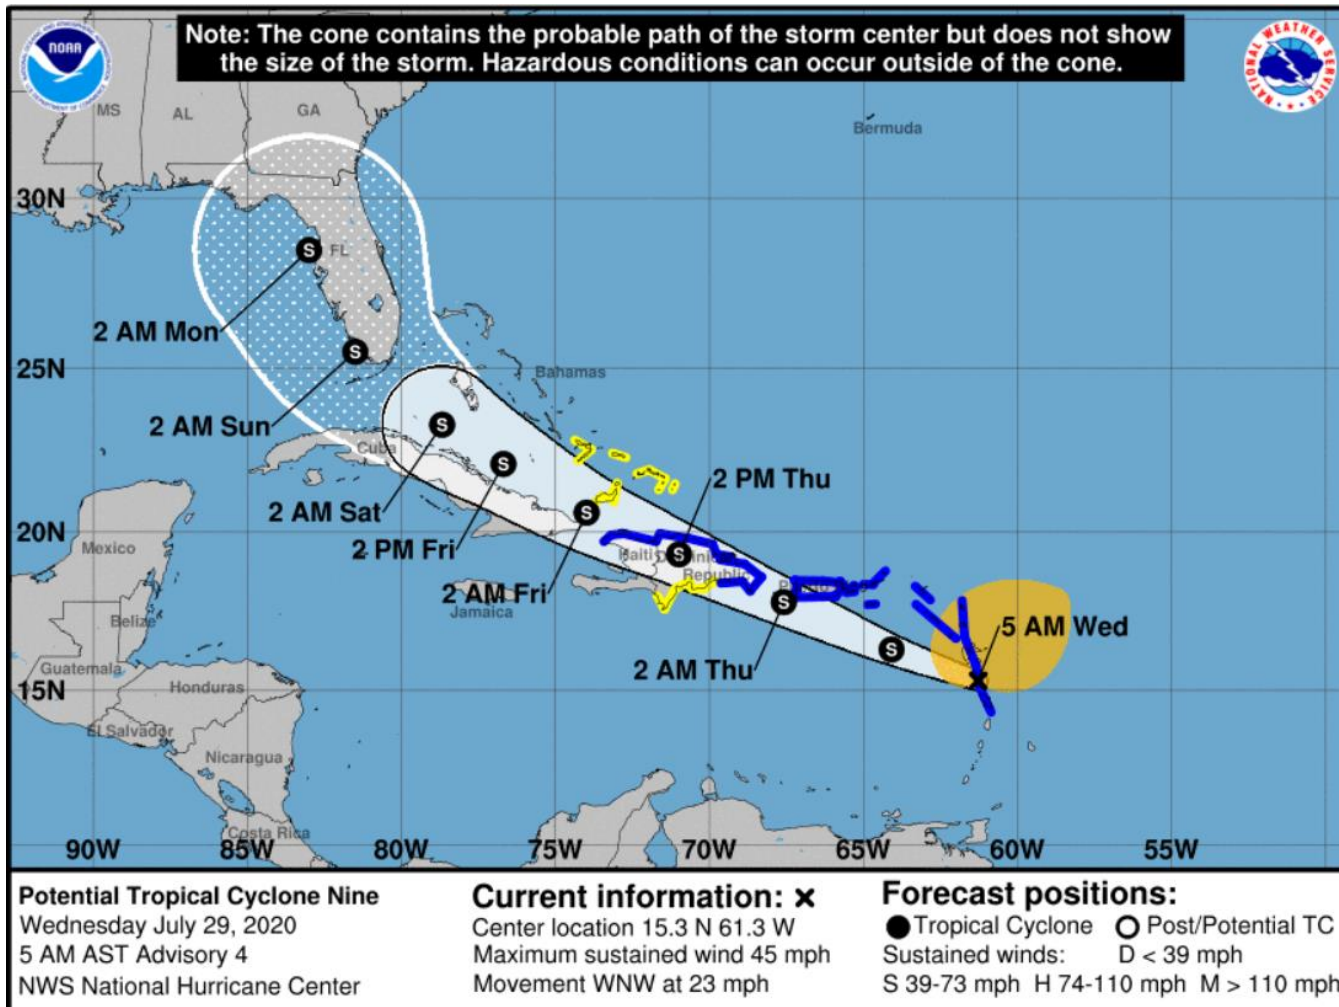 Note: The cone contains the probable path of the storm center but does not show
the size of the storm. Hazardous conditions can occur outside of the cone.
NOAA
NATIONAL WEATHER SERVICE
MS
AL
GA
Bermuda
30N
FL
2 AM Mon
25N
Bahamas
2 AM Sun
Cuba
2 PM Thu
2 AM Sat
20N
2 PM Fri
Mexico
Haiti
Republic
2 AM Fri
Jamaica
Belize
5 AM Wed
2 AM Thu
Guatemala
15N
Honduras
El Salvador
Nicaragua
Costa Rica
90W 85W 80W 75W 70W 65W 60W 55W
S
S
S
S
S
S
S
S
Potential Tropical Cyclone Nine
Wednesday July 29, 2020
5 AM AST Advisory 4
NWS National Hurricane Center
Current information: ×
Center location 15.3 N 61.3 W
Maximum sustained wind 45 mph
Movement WNW at 23 mph
Forecast positions:
Tropical Cyclone Post/Potential TC
Sustained winds: D < 39 mph
S 39-73 mph H 74-110 mph M > 110 mph